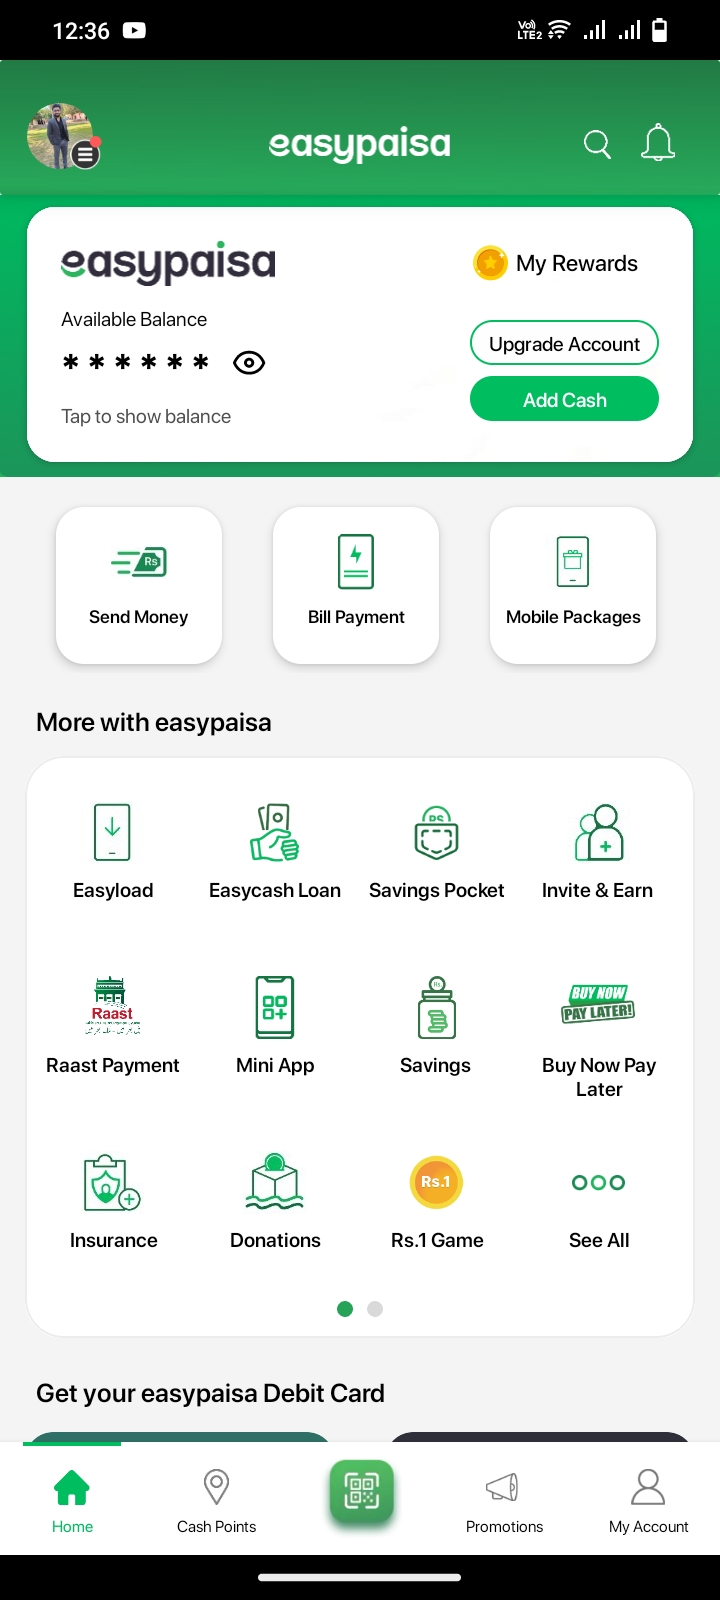 12:36
Vo)
LTE2
easypaisa
easypaisa
My Rewards
Available Balance
Upgrade Account
******
Add Cash
Tap to show balance
Rs
Send Money
Bill Payment
Mobile Packages
More with easypaisa
RS
Easyload
Easycash Loan
Savings Pocket
Invite & Earn
Raast
Rs
BUY NOW
PAY LATER!
Raast Payment
Mini App
Savings
Buy Now Pay
Later
Rs.1
Insurance
Donations
Rs.1 Game
See All
Get your easypaisa Debit Card
Home
Cash Points
Promotions
My Account